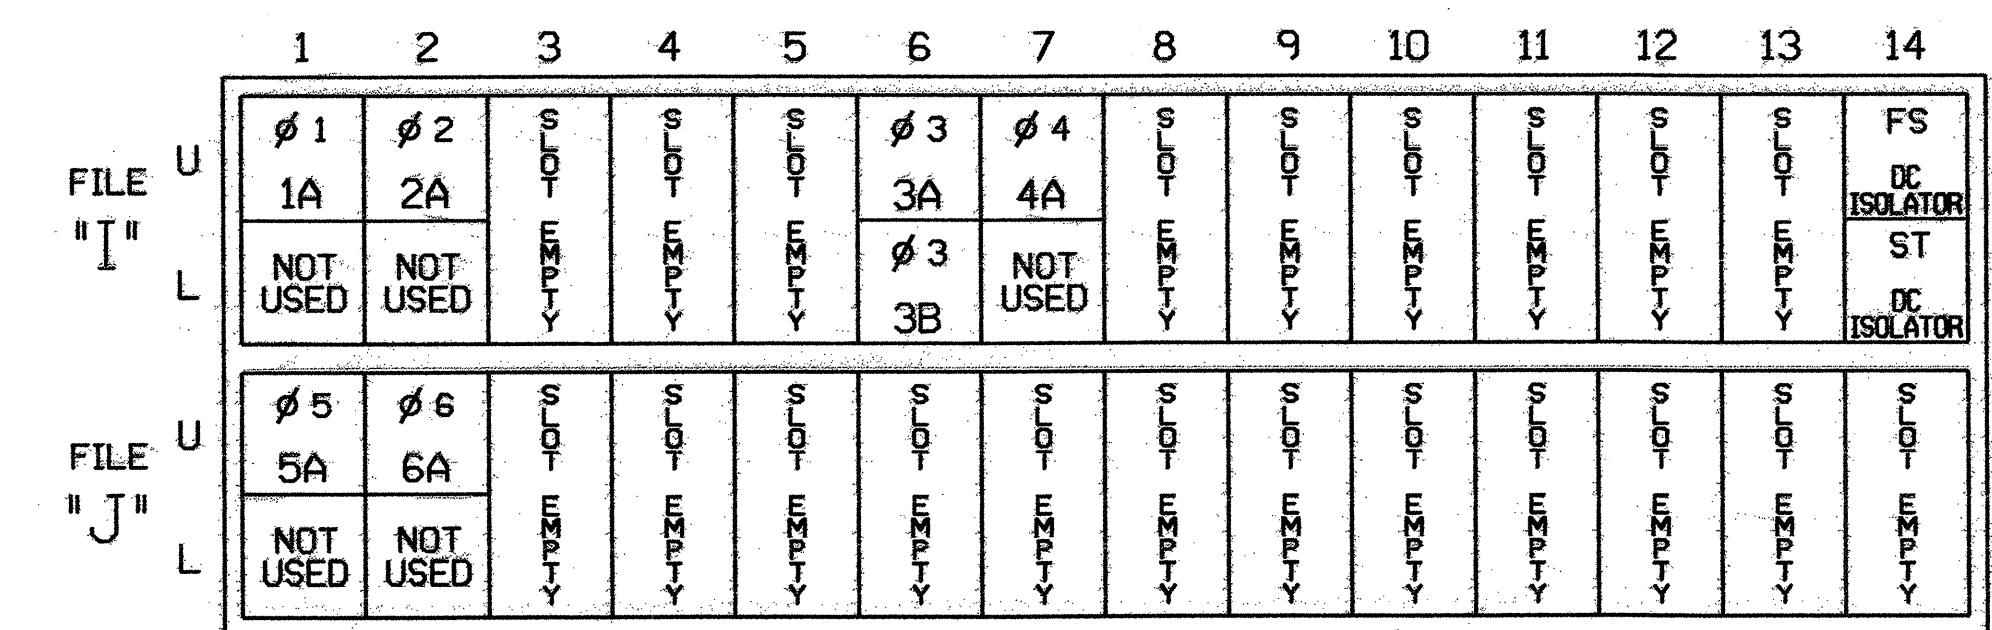 1 2 3 4 5 6 7 8 9 10 11 12 13 14
FILE "I"
U
ø 1 1A
ø 2 2A
SLOT EMPTY
SLOT EMPTY
SLOT EMPTY
ø 3 3A
ø 4 4A
SLOT EMPTY
SLOT EMPTY
SLOT EMPTY
SLOT EMPTY
SLOT EMPTY
SLOT EMPTY
FS DC ISOLATOR
L
NOT USED
NOT USED
ø 3 3B
NOT USED
ST DC ISOLATOR
FILE "J"
U
ø 5 5A
ø 6 6A
SLOT EMPTY
SLOT EMPTY
SLOT EMPTY
SLOT EMPTY
SLOT EMPTY
SLOT EMPTY
SLOT EMPTY
SLOT EMPTY
SLOT EMPTY
SLOT EMPTY
SLOT EMPTY
SLOT EMPTY
L
NOT USED
NOT USED